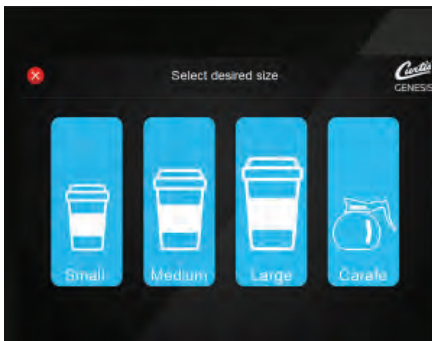 Select desired size
Curtis
GENESIS
Small
Medium
Large
Carafe